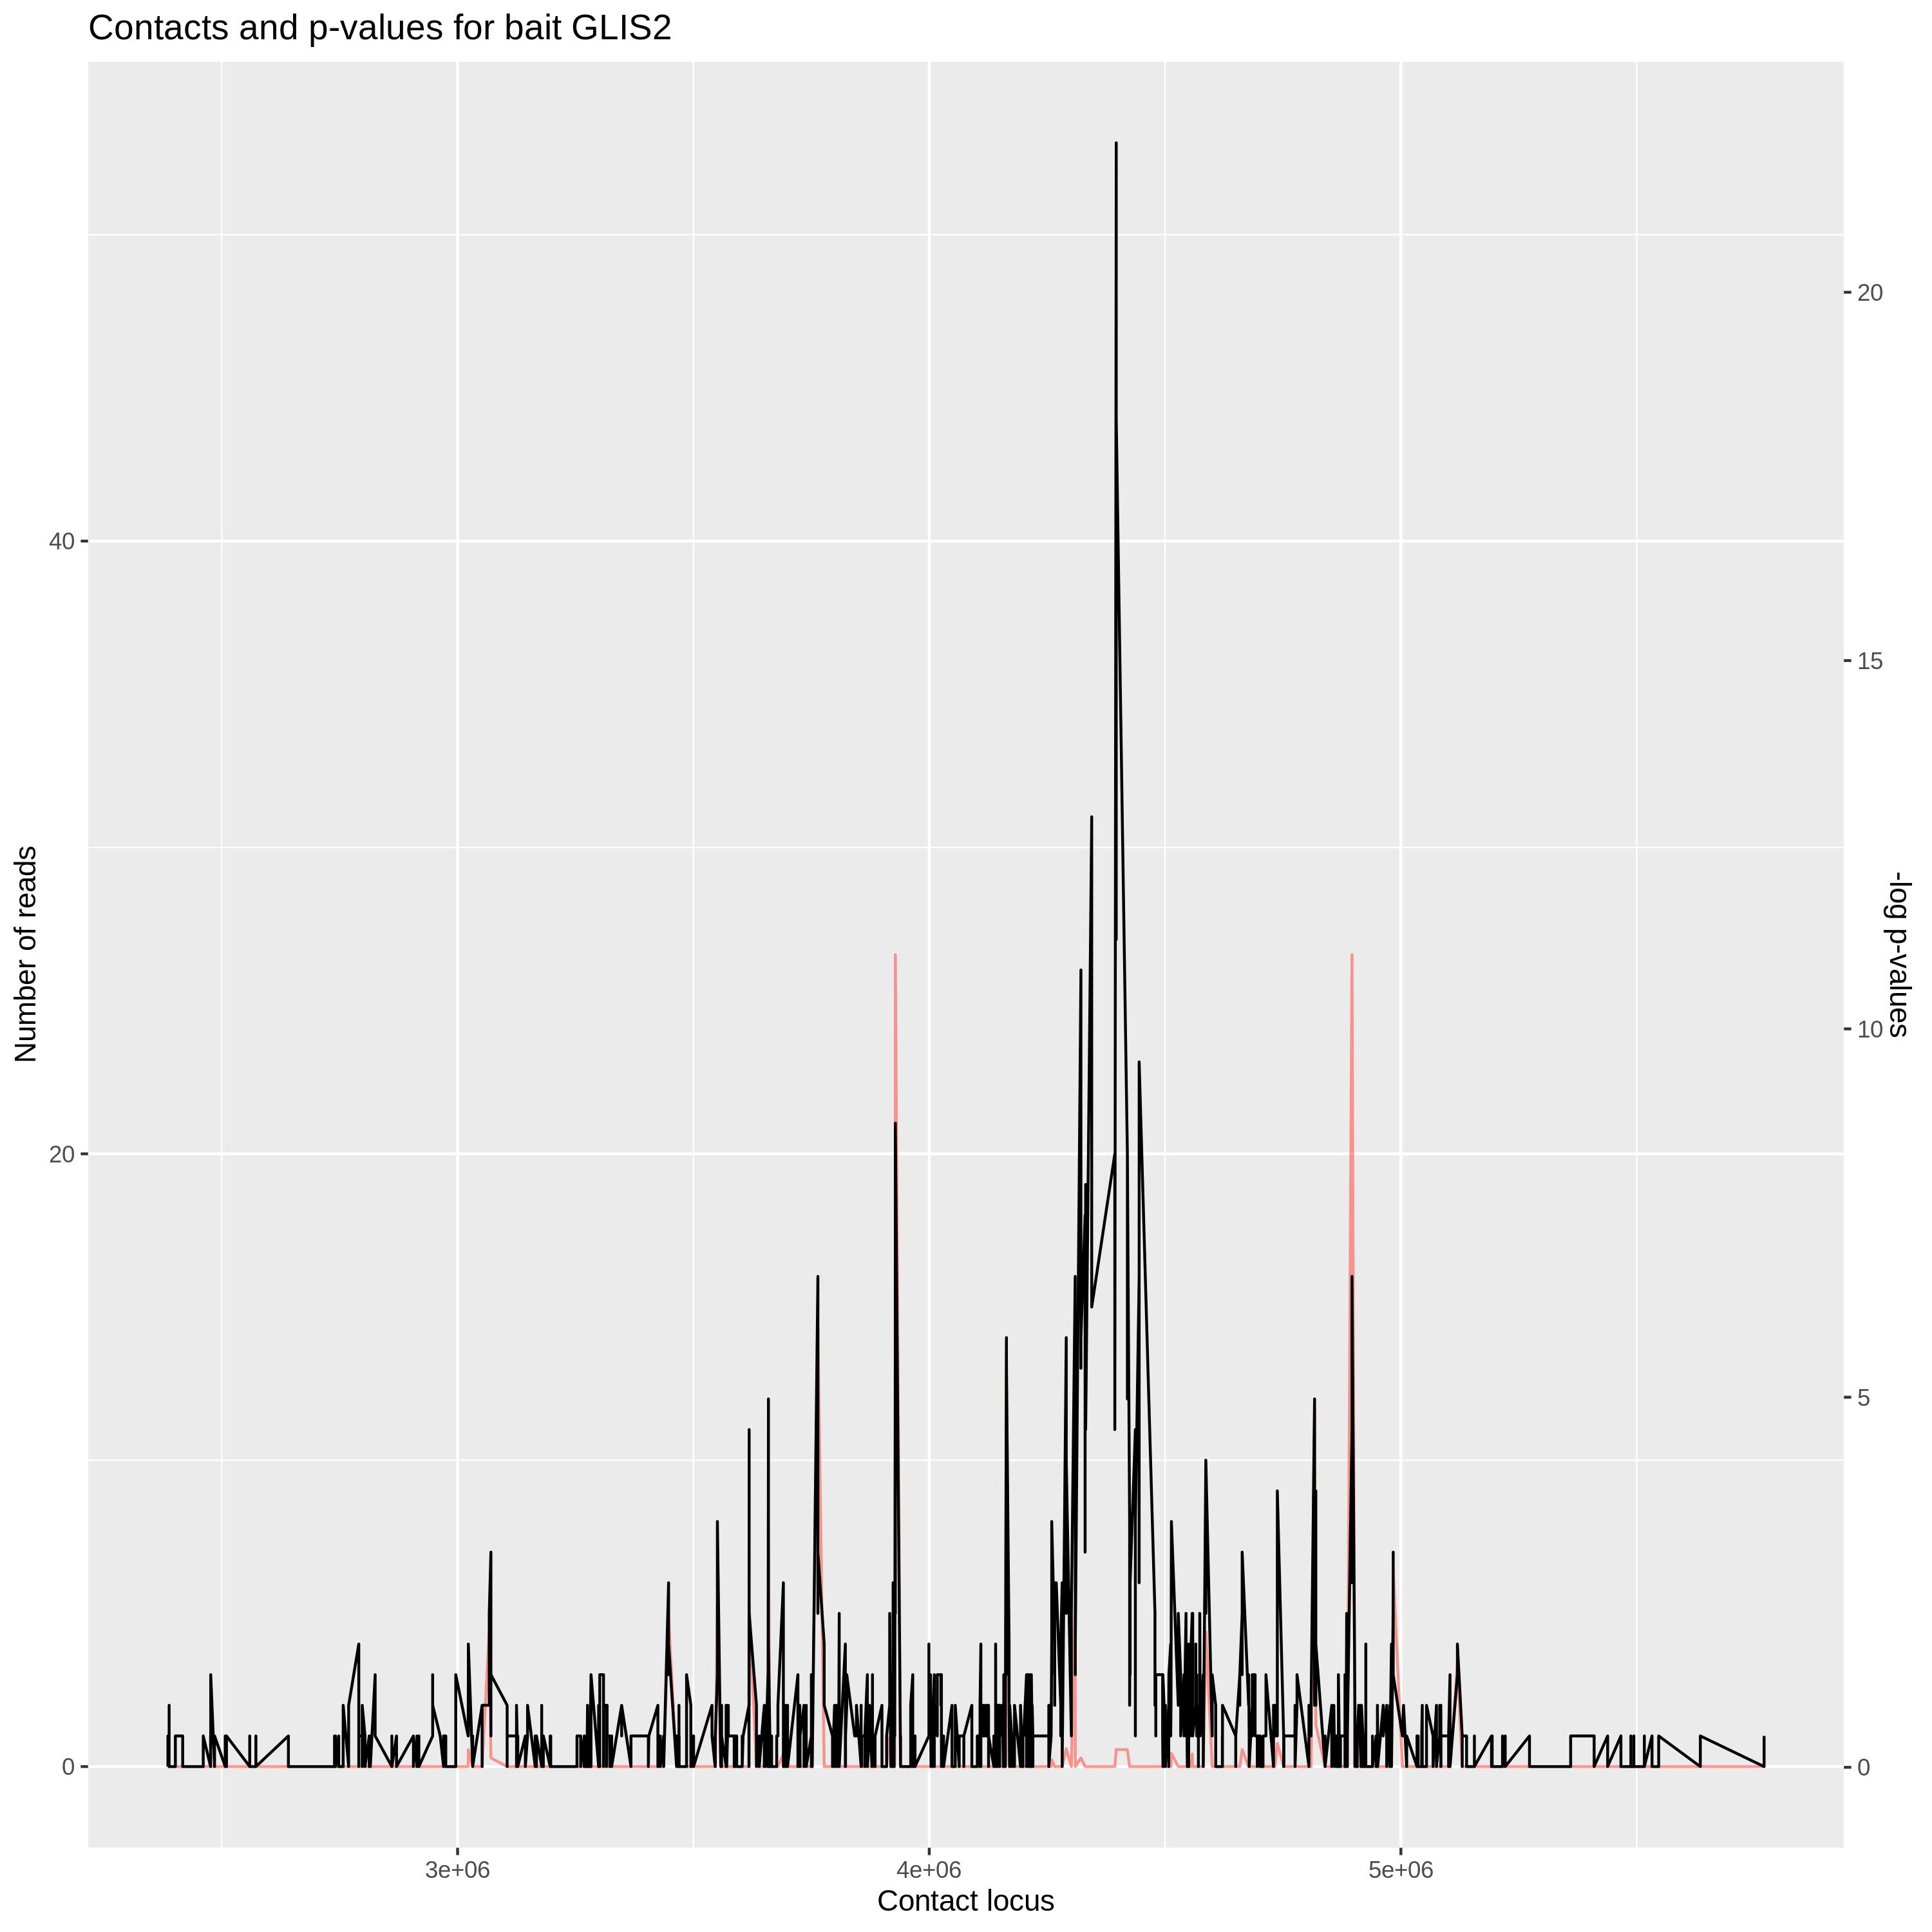 Contacts and p-values for bait GLIS2
Number of reads
40
20
0
20
15
10
5
0
-log p-values
3e+06
4e+06
5e+06
Contact locus